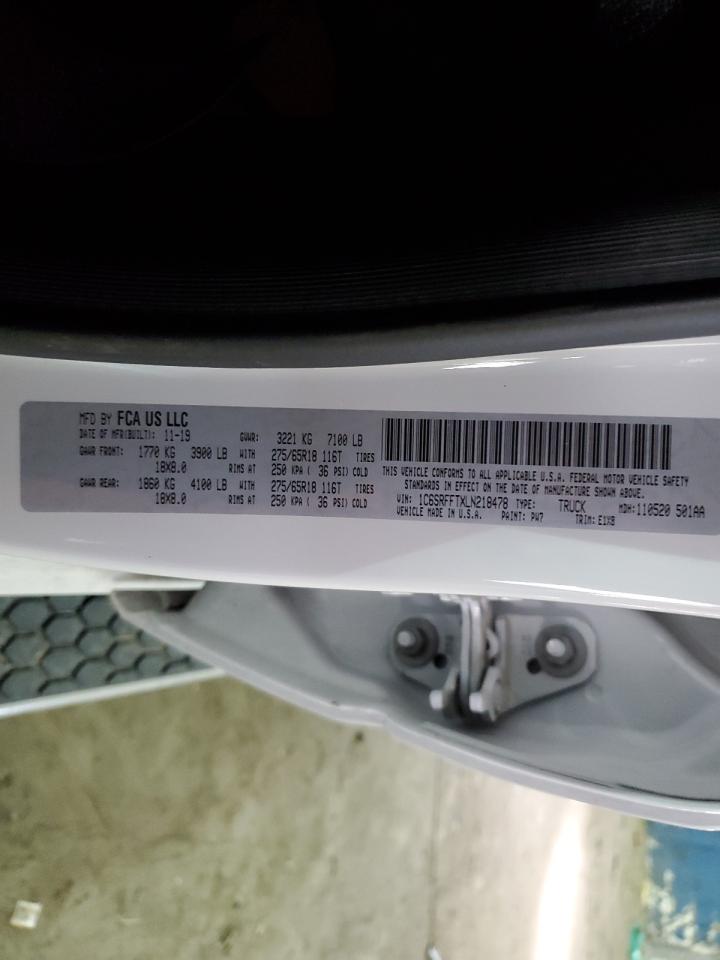 MFD BY FCA US LLC
DATE OF MFR(BUILT): 11-19 GVWR: 3221 KG 7100 LB
GAWR FRONT: 1770 KG 3900 LB WITH 275/65R18 116T TIRES
18X8.0 RIMS AT 250 KPA ( 36 PSI) COLD
GAWR REAR: 1860 KG 4100 LB WITH 275/65R18 116T TIRES
18X8.0 RIMS AT 250 KPA ( 36 PSI) COLD
THIS VEHICLE CONFORMS TO ALL APPLICABLE U.S.A. FEDERAL MOTOR VEHICLE SAFETY
STANDARDS IN EFFECT ON THE DATE OF MANUFACTURE SHOWN ABOVE.
VIN: 1C6SRFFTXLN218478 TYPE: TRUCK MDH: 110520 501AA
VEHICLE MADE IN U.S.A. PAINT: PW7 TRIM: E1X8